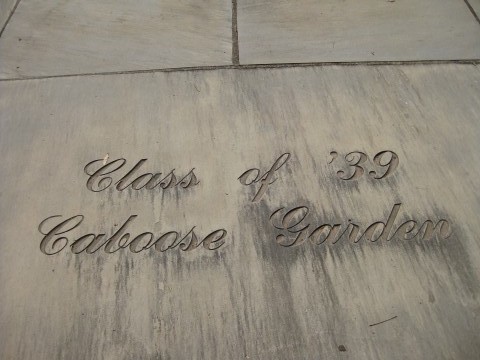 Class of '39
Caboose Garden